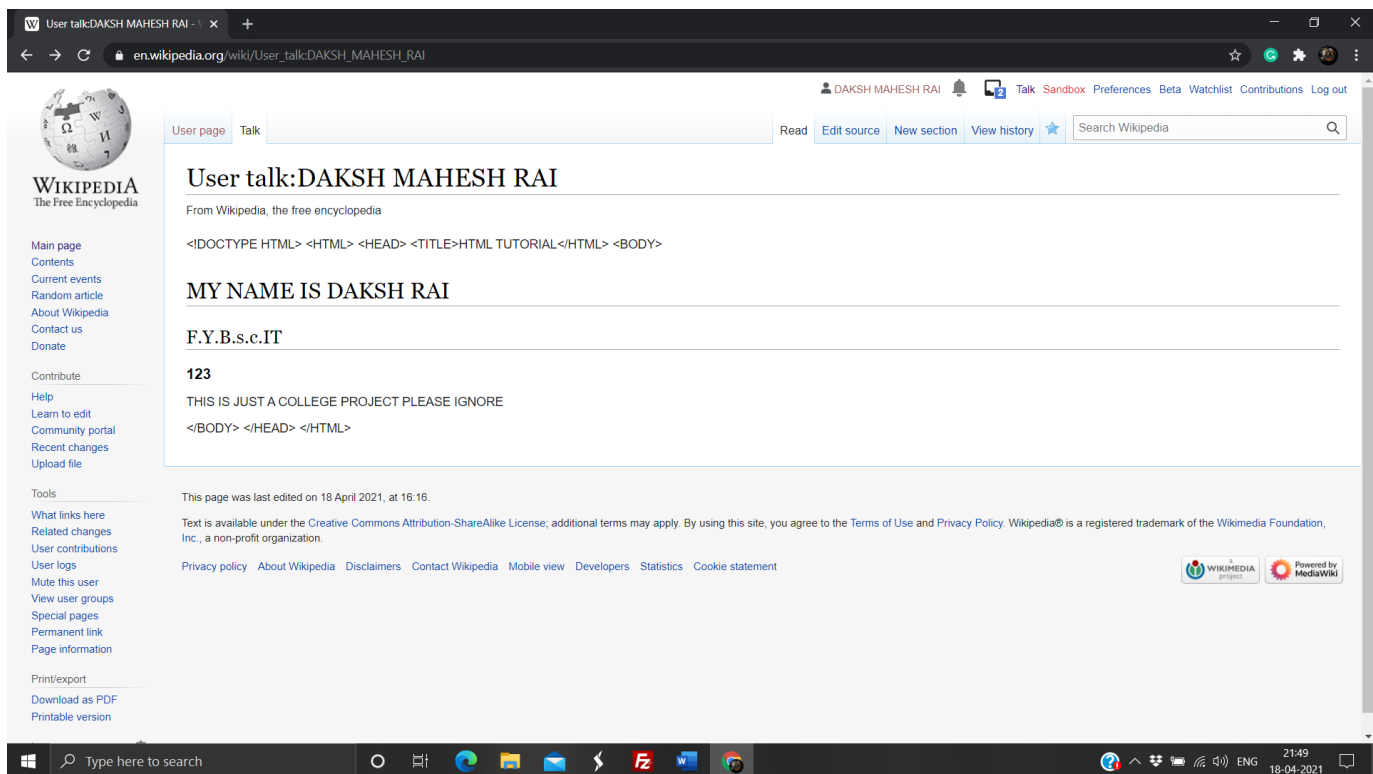 User talk:DAKSH MAHESH RAI - \
en.wikipedia.org/wiki/User_talk:DAKSH_MAHESH_RAI
DAKSH MAHESH RAI 2 Talk Sandbox Preferences Beta Watchlist Contributions Log out
User page Talk Read Edit source New section View history Search Wikipedia
WIKIPEDIA
The Free Encyclopedia
Main page
Contents
Current events
Random article
About Wikipedia
Contact us
Donate
Contribute
Help
Learn to edit
Community portal
Recent changes
Upload file
Tools
What links here
Related changes
User contributions
User logs
Mute this user
View user groups
Special pages
Permanent link
Page information
Print/export
Download as PDF
Printable version
User talk:DAKSH MAHESH RAI
From Wikipedia, the free encyclopedia
<!DOCTYPE HTML> <HTML> <HEAD> <TITLE>HTML TUTORIAL</HTML> <BODY>
MY NAME IS DAKSH RAI
F.Y.B.s.c.IT
123
THIS IS JUST A COLLEGE PROJECT PLEASE IGNORE
</BODY> </HEAD> </HTML>
This page was last edited on 18 April 2021, at 16:16.
Text is available under the Creative Commons Attribution-ShareAlike License; additional terms may apply. By using this site, you agree to the Terms of Use and Privacy Policy. Wikipedia® is a registered trademark of the Wikimedia Foundation,
Inc., a non-profit organization.
Privacy policy About Wikipedia Disclaimers Contact Wikipedia Mobile view Developers Statistics Cookie statement
a WIKIMEDIA project
Powered by MediaWiki
Type here to search
ENG
21:49
18-04-2021